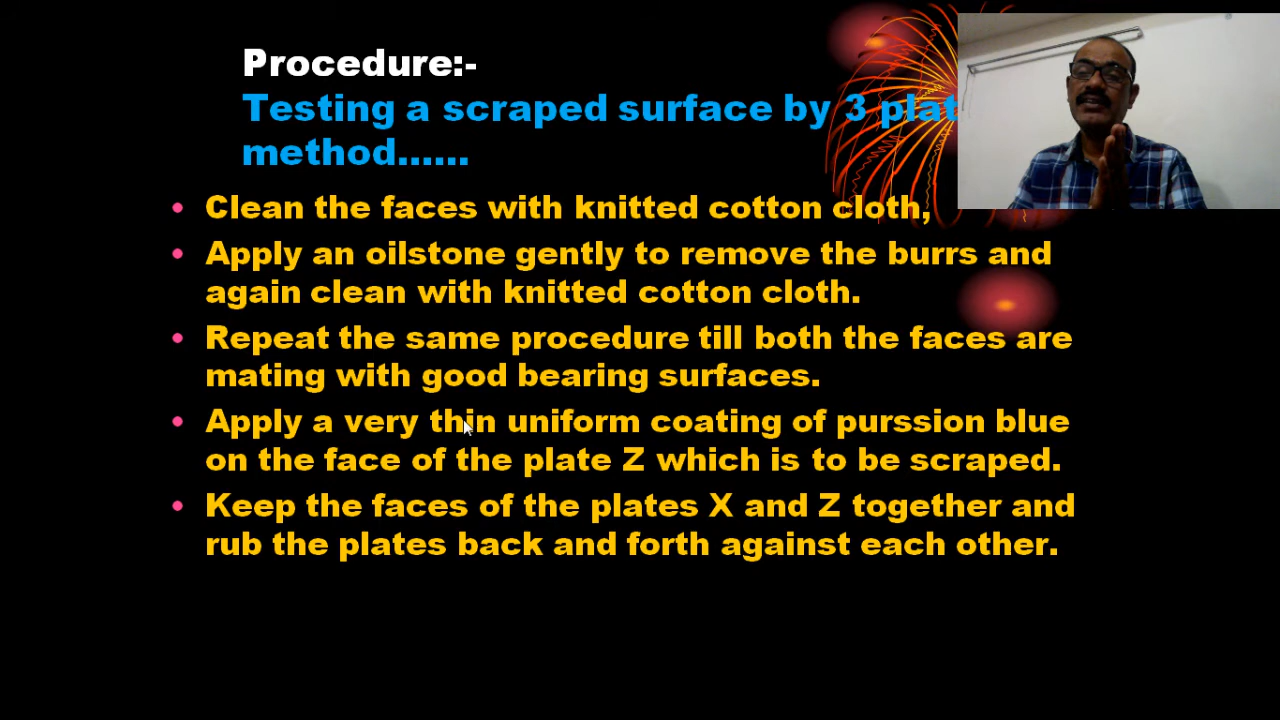 Procedure:-
Testing a scraped surface by 3 plat
method......
• Clean the faces with knitted cotton cloth,
• Apply an oilstone gently to remove the burrs and
again clean with knitted cotton cloth.
• Repeat the same procedure till both the faces are
mating with good bearing surfaces.
• Apply a very thin uniform coating of purssion blue
on the face of the plate Z which is to be scraped.
• Keep the faces of the plates X and Z together and
rub the plates back and forth against each other.